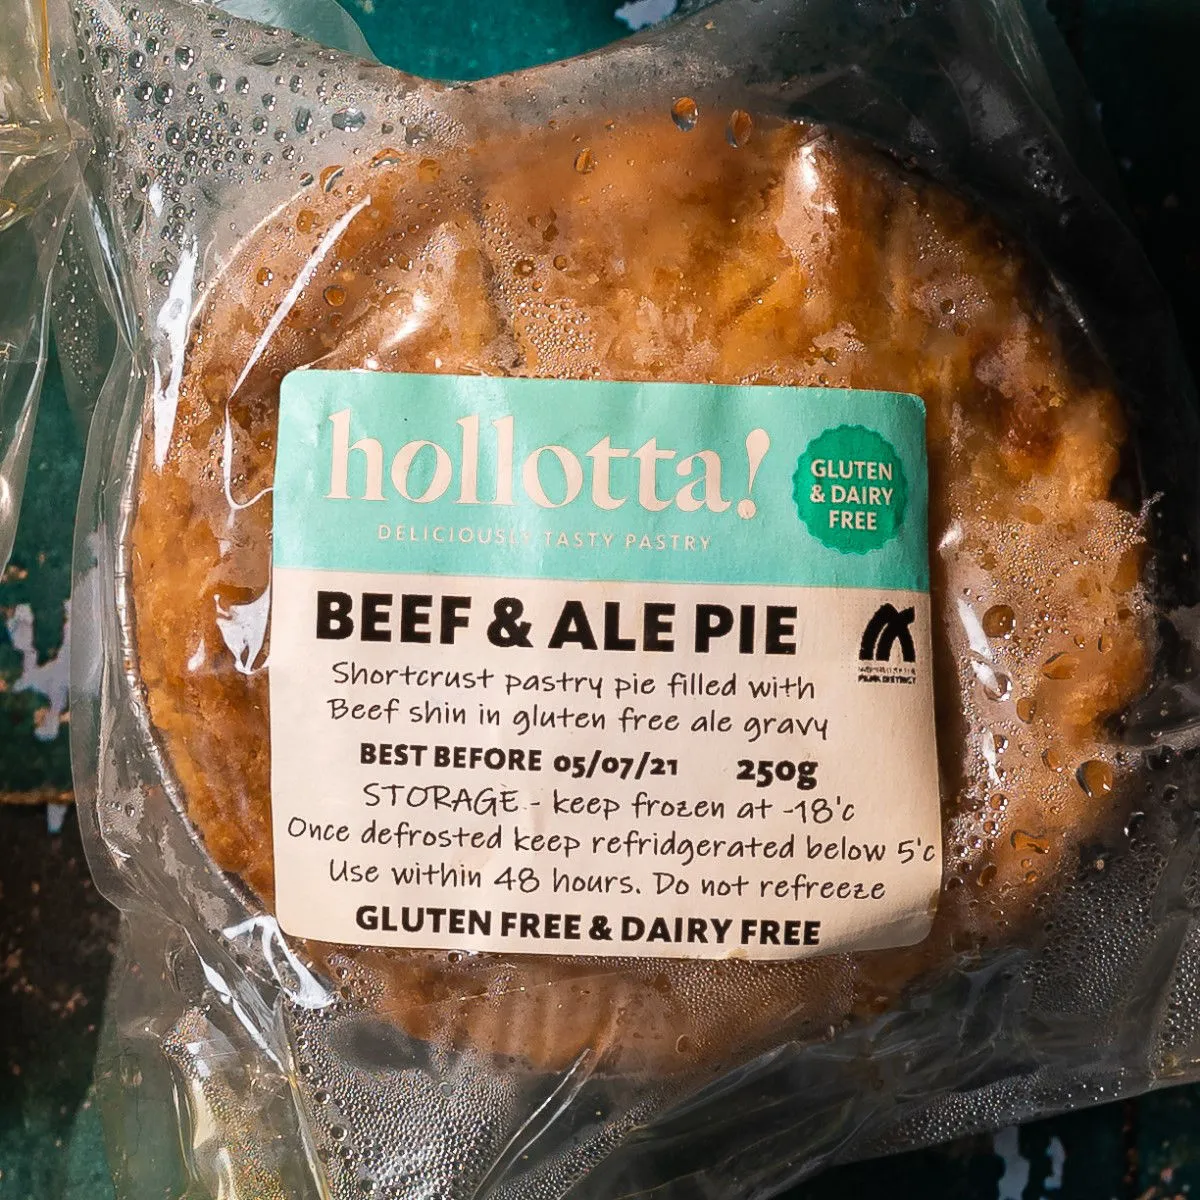 hollotta!
DELICIOUSLY TASTY PASTRY
GLUTEN
& DAIRY
FREE
BEEF & ALE PIE
Shortcrust pastry pie filled with
Beef shin in gluten free ale gravy
BEST BEFORE 05/07/21 250g
STORAGE - keep frozen at -18'c
Once defrosted keep refridgerated below 5'c
Use within 48 hours. Do not refreeze
GLUTEN FREE & DAIRY FREE